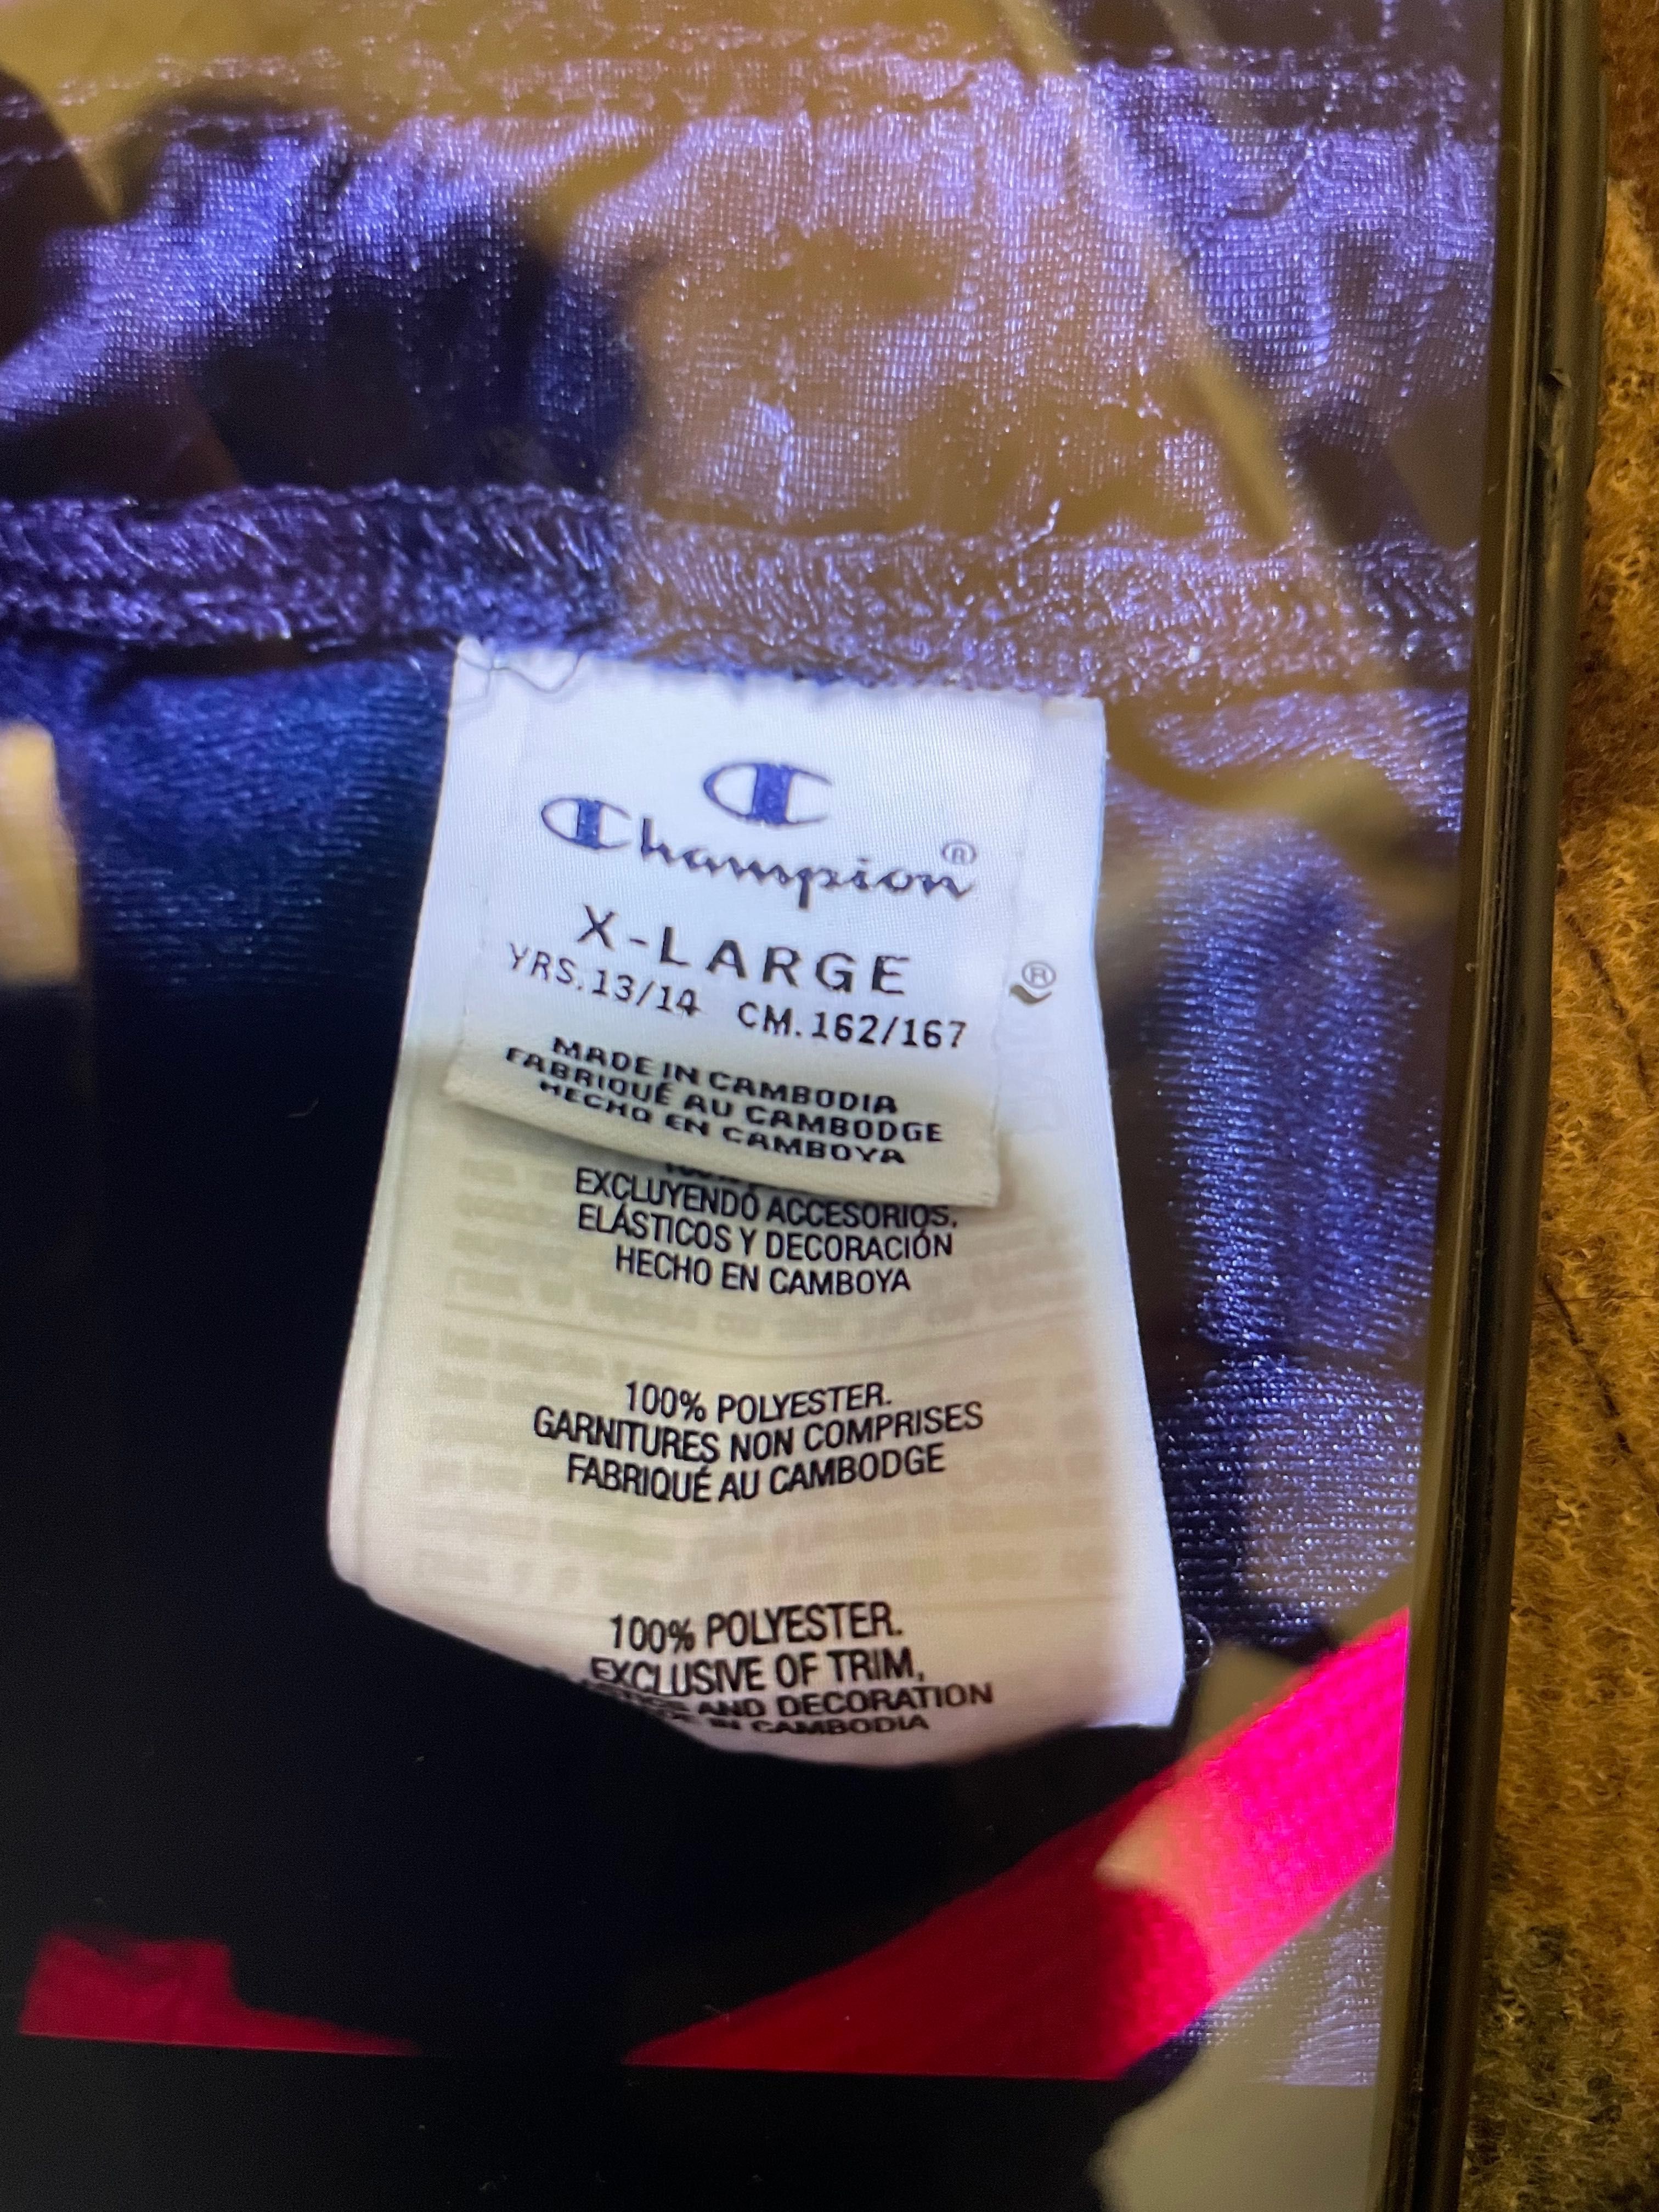 Champion®
X-LARGE
YRS.13/14 CM.162/167
®
MADE IN CAMBODIA
FABRIQUÉ AU CAMBODGE
HECHO EN CAMBOYA
EXCLUYENDO ACCESORIOS,
ELÁSTICOS Y DECORACIÓN
HECHO EN CAMBOYA
100% POLYESTER.
GARNITURES NON COMPRISES
FABRIQUÉ AU CAMBODGE
100% POLYESTER.
EXCLUSIVE OF TRIM,
AND DECORATION
IN CAMBODIA